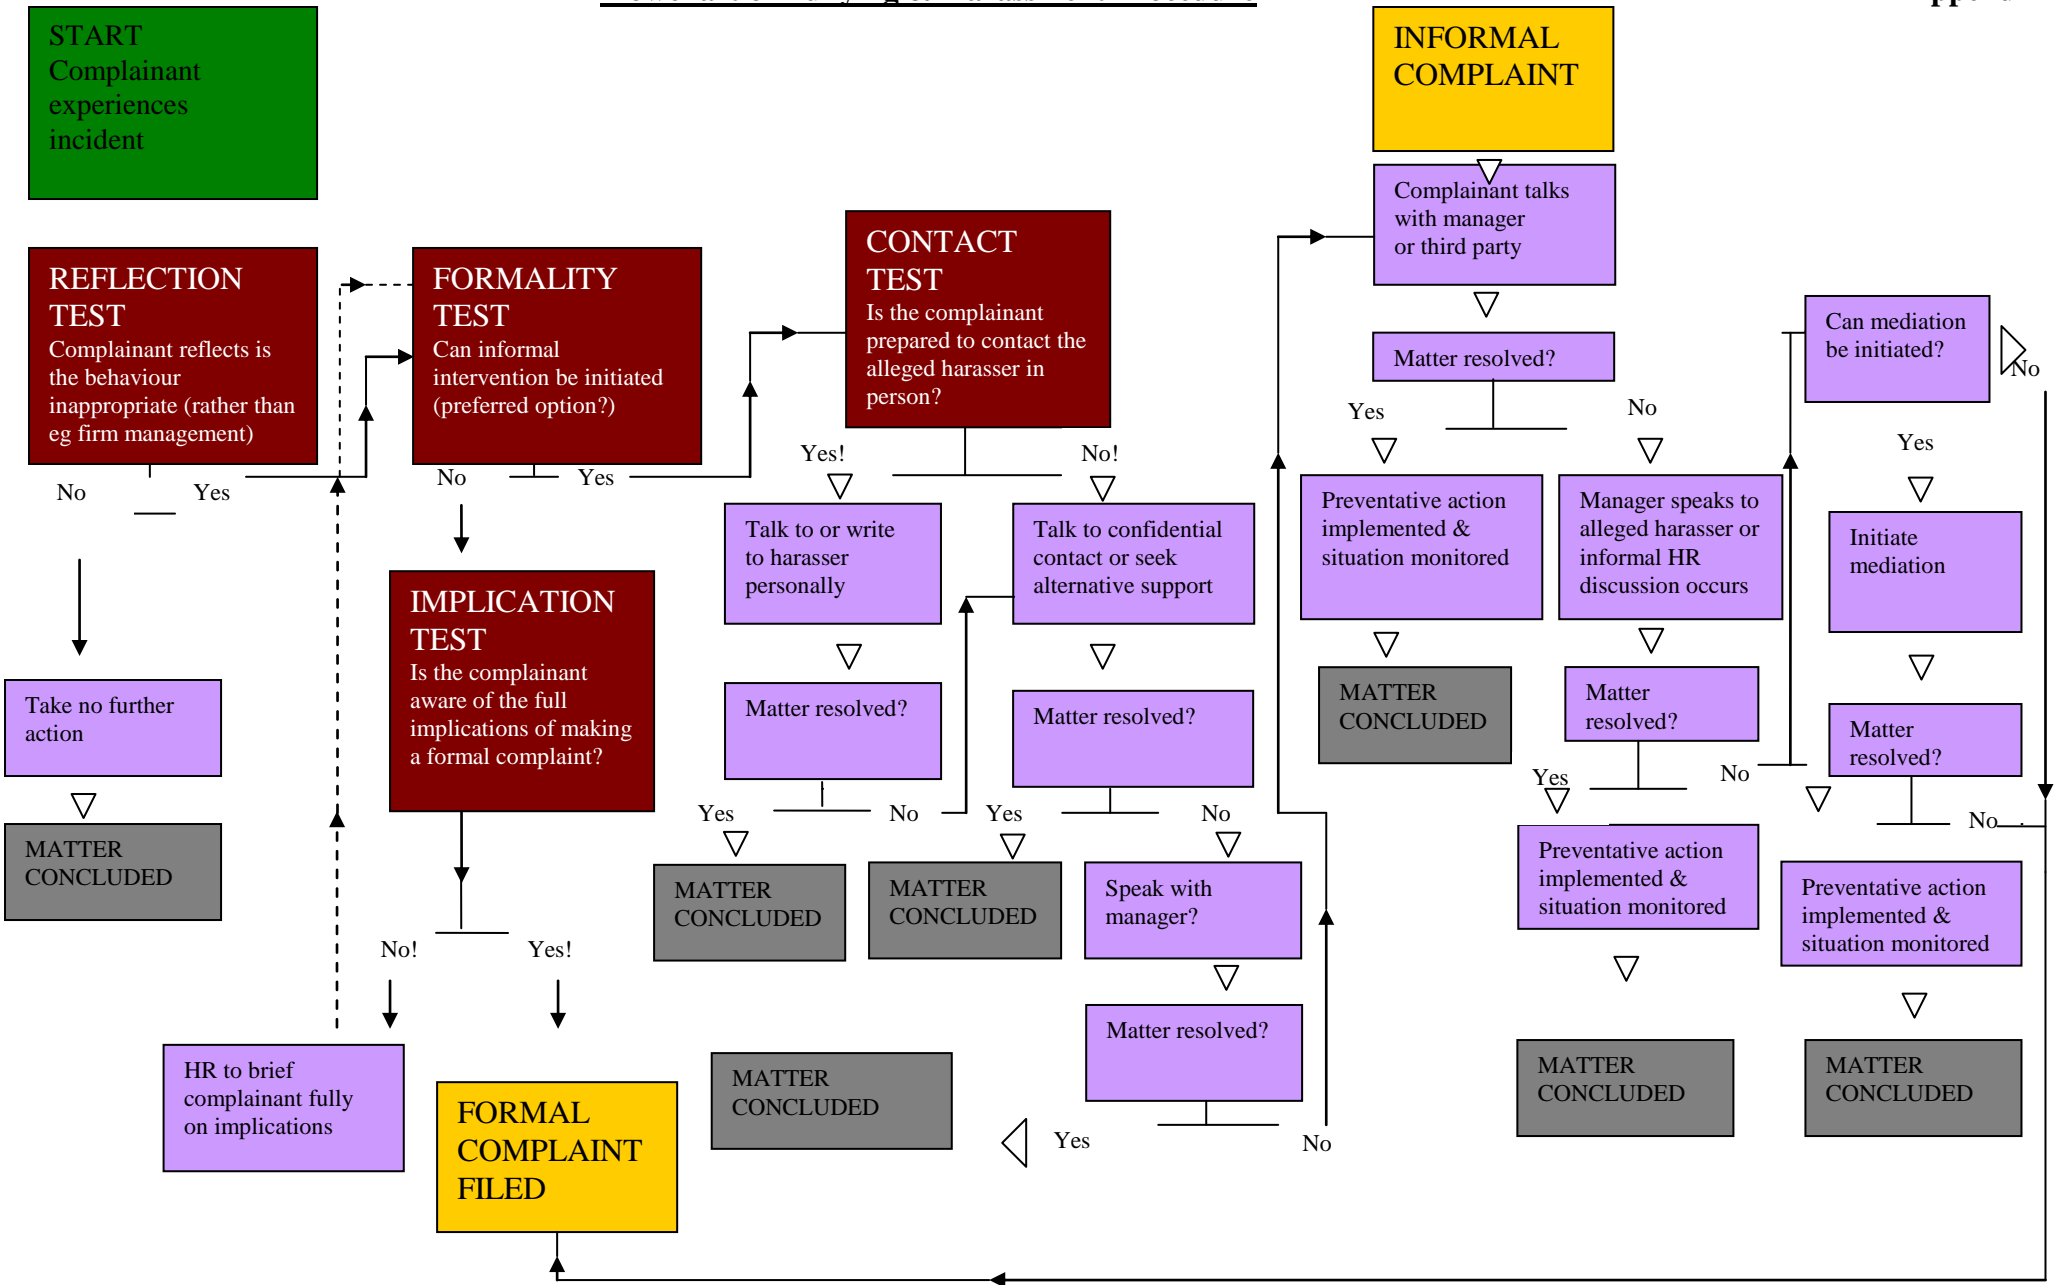 START
Complainant
experiences
incident
INFORMAL
COMPLAINT
Complainant talks
with manager
or third party
REFLECTION
TEST
Complainant reflects is
the behaviour
inappropriate (rather than
eg firm management)
No
Yes
FORMALITY
TEST
Can informal
intervention be initiated
(preferred option?)
No
Yes
CONTACT
TEST
Is the complainant
prepared to contact the
alleged harasser in
person?
Yes!
No!
Matter resolved?
Yes
No
Can mediation
be initiated?
No
Yes
Take no further
action
MATTER
CONCLUDED
IMPLICATION
TEST
Is the complainant
aware of the full
implications of making
a formal complaint?
No!
Yes!
HR to brief
complainant fully
on implications
FORMAL
COMPLAINT
FILED
Talk to or write
to harasser
personally
Matter resolved?
Yes
No
MATTER
CONCLUDED
Talk to confidential
contact or seek
alternative support
Matter resolved?
Yes
No
MATTER
CONCLUDED
Speak with
manager?
Matter resolved?
Yes
No
MATTER
CONCLUDED
Preventative action
implemented &
situation monitored
MATTER
CONCLUDED
Manager speaks to
alleged harasser or
informal HR
discussion occurs
Matter
resolved?
Yes
No
Preventative action
implemented &
situation monitored
MATTER
CONCLUDED
Initiate
mediation
Matter
resolved?
No
Preventative action
implemented &
situation monitored
MATTER
CONCLUDED